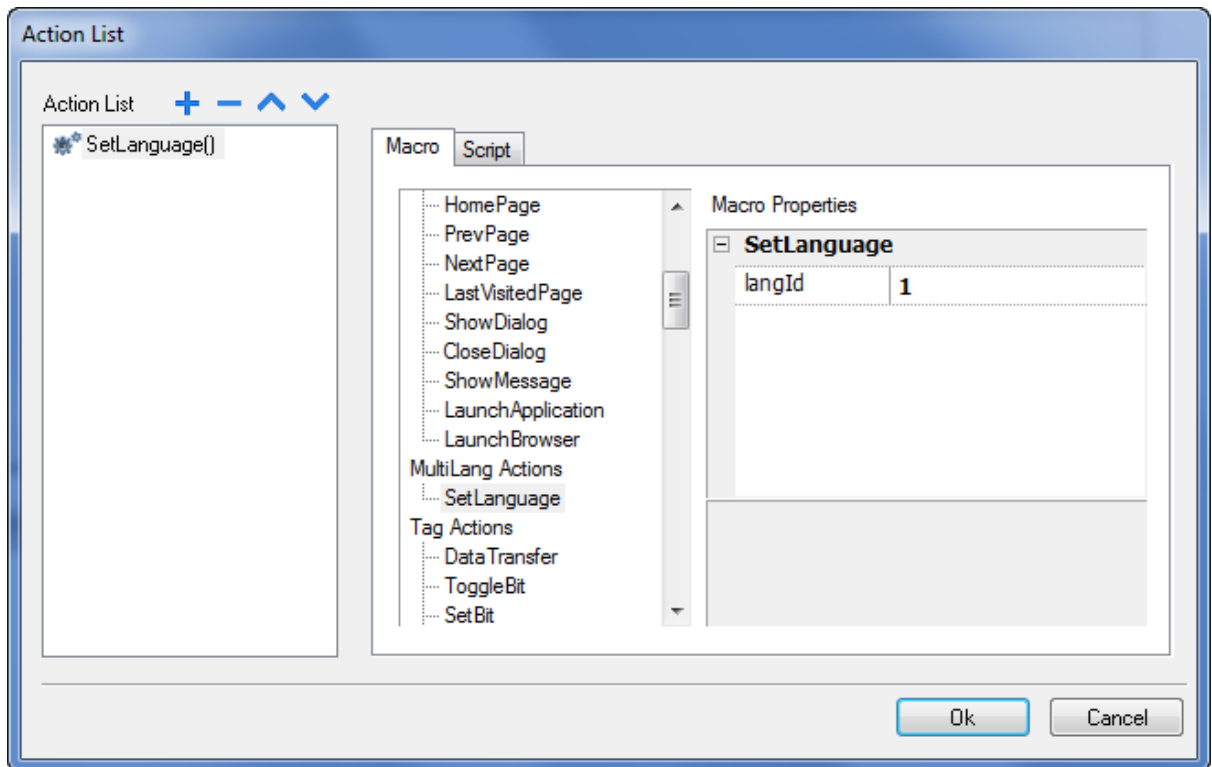 Action List
Action List
SetLanguage()
Macro
Script
HomePage
PrevPage
NextPage
LastVisitedPage
ShowDialog
CloseDialog
ShowMessage
LaunchApplication
LaunchBrowser
MultiLang Actions
SetLanguage
Tag Actions
DataTransfer
ToggleBit
SetBit
Macro Properties
SetLanguage
langId 1
Ok
Cancel